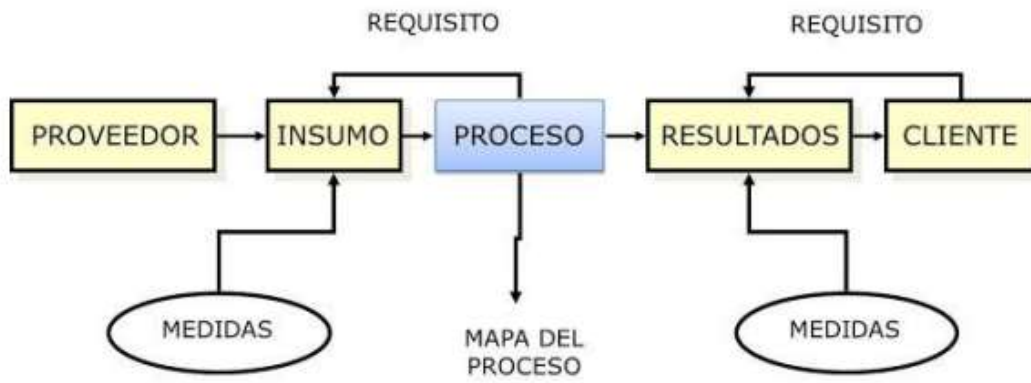 REQUISITO
REQUISITO
PROVEEDOR
INSUMO
PROCESO
RESULTADOS
CLIENTE
MEDIDAS
MAPA DEL
PROCESO
MEDIDAS